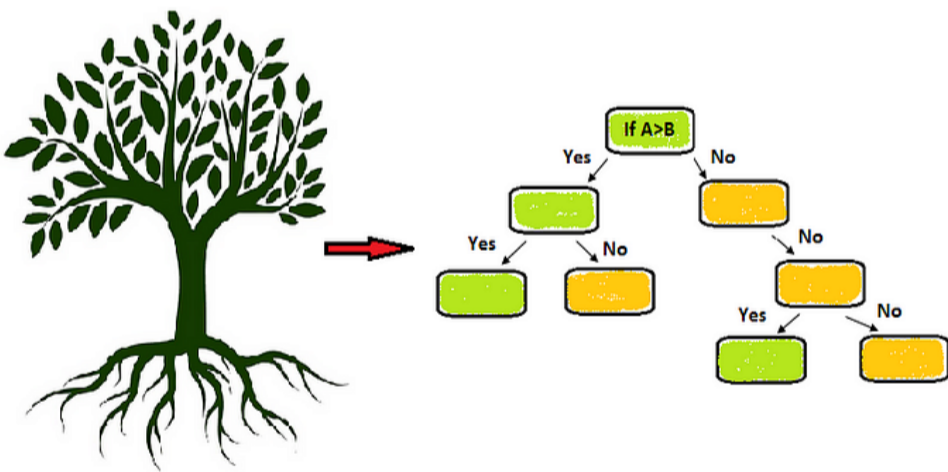 If A>B
Yes
No
Yes
No
No
Yes
No